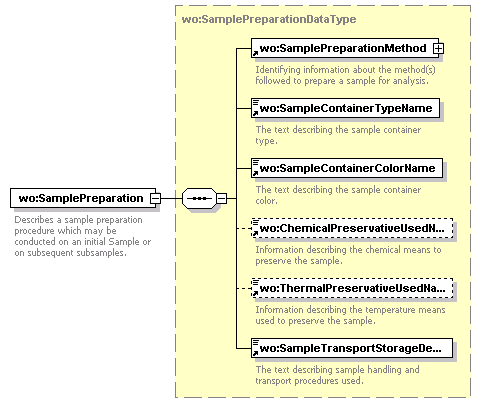 wo:SamplePreparationDataType
wo:SamplePreparationMethod
Identifying information about the method(s)
followed to prepare a sample for analysis.
wo:SampleContainerTypeName
The text describing the sample container
type.
wo:SampleContainerColorName
The text describing the sample container
color.
wo:SamplePreparation
Describes a sample preparation
procedure which may be
conducted on an initial Sample or
on subsequent subsamples.
wo:ChemicalPreservativeUsedN...
Information describing the chemical means to
preserve the sample.
wo:ThermalPreservativeUsedNa...
Information describing the temperature means
used to preserve the sample.
wo:SampleTransportStorageDe...
The text describing sample handling and
transport procedures used.